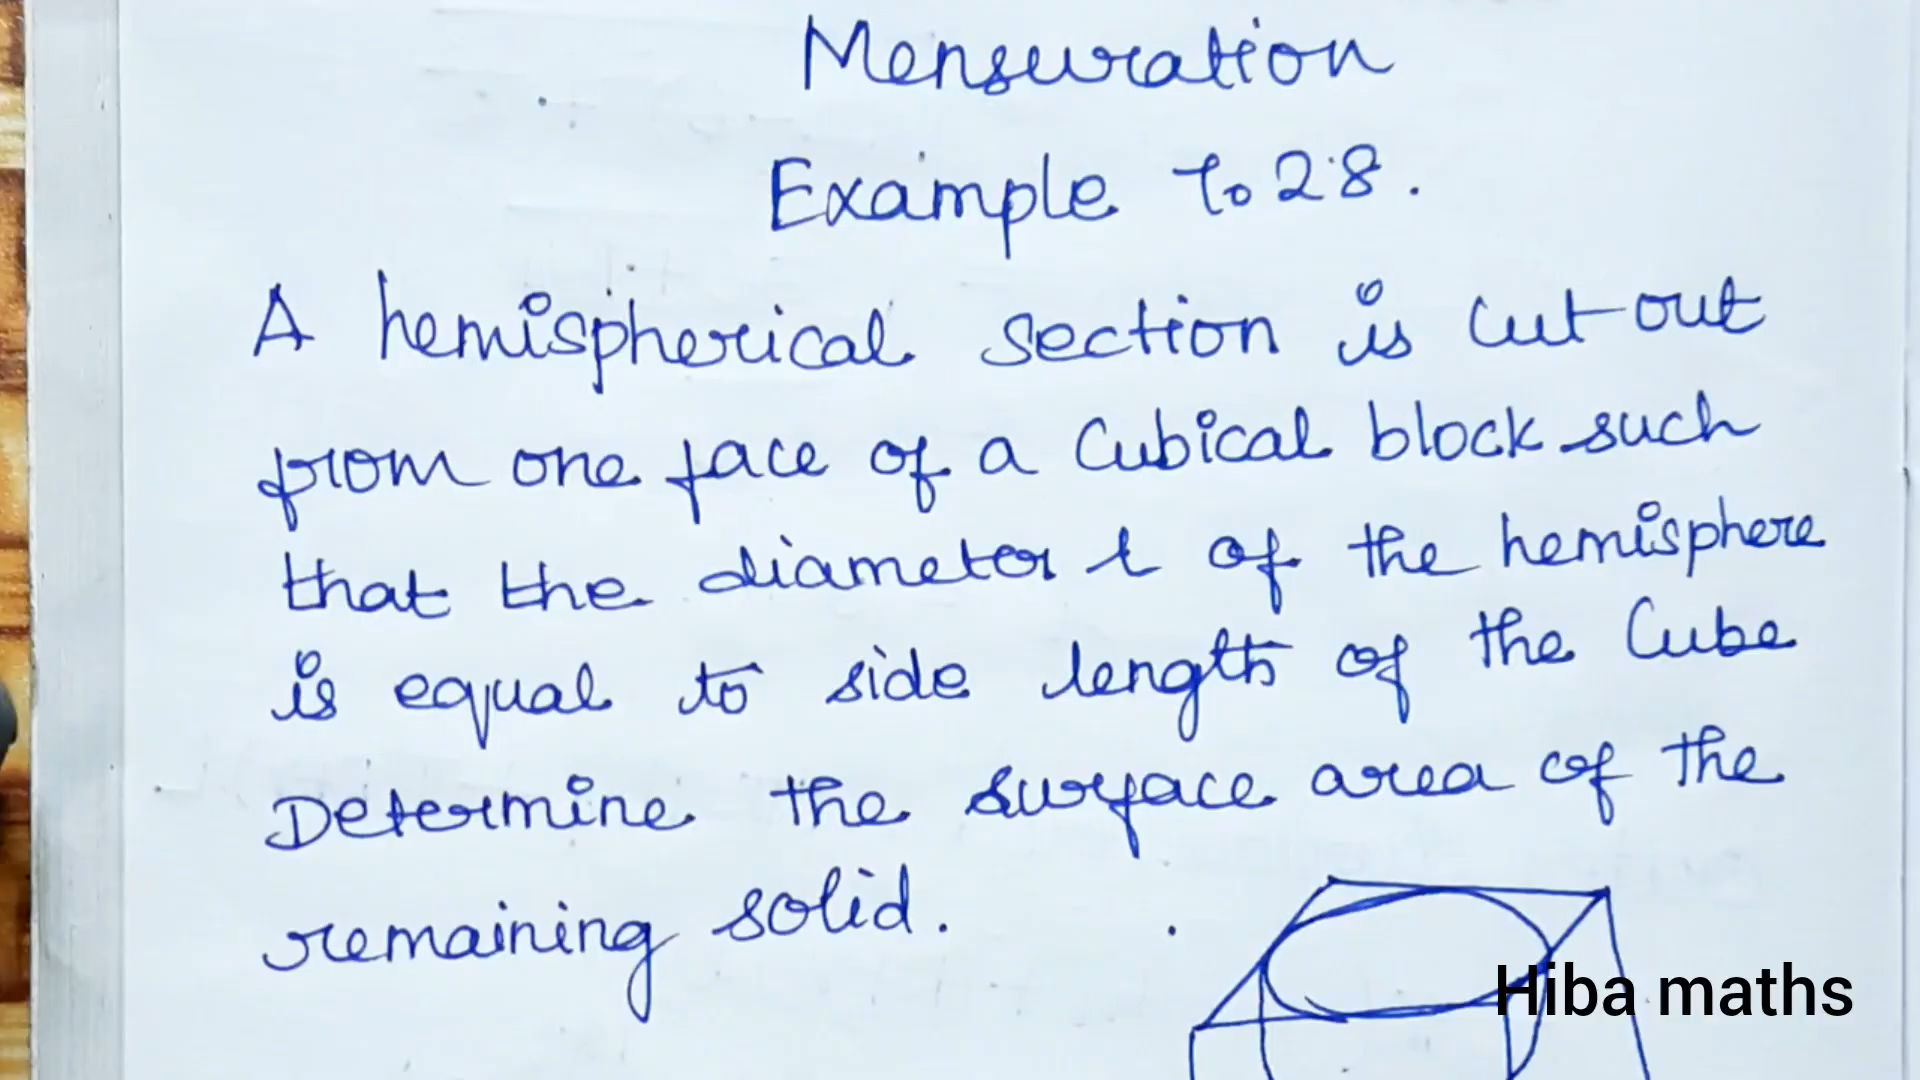 Mensuration
Example 7.28.
A hemispherical section is cut out
from one face of a Cubical block such
that the diameter l of the hemisphere
is equal to side length of the Cube
Determine the surface area of the
remaining solid.
Hiba maths